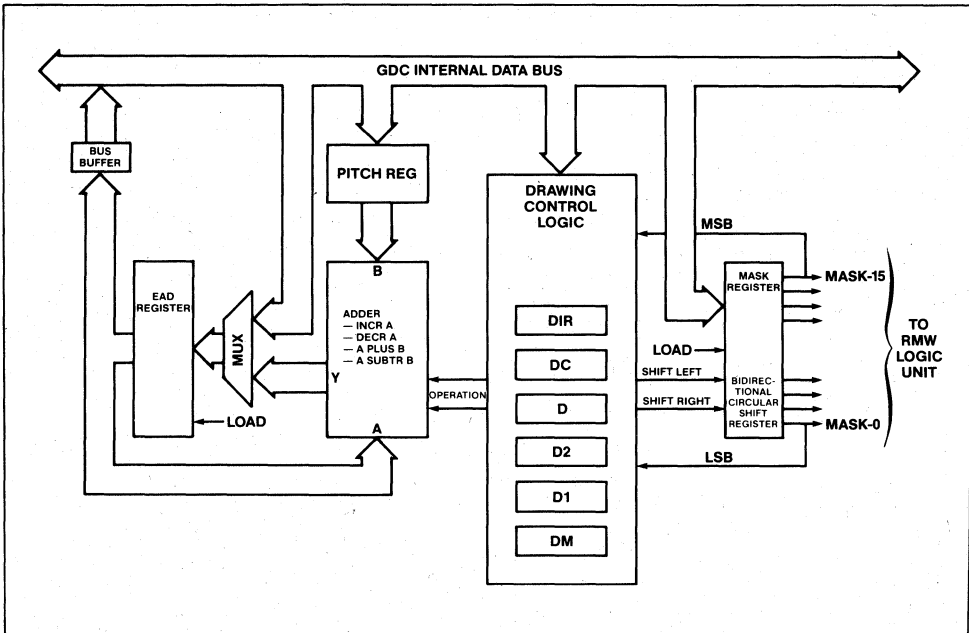 GDC INTERNAL DATA BUS
BUS
BUFFER
PITCH REG
DRAWING
CONTROL
LOGIC
MSB
B
MASK
REGISTER
MASK-15
EAD
REGISTER
MUX
ADDER
— INCR A
— DECR A
— A PLUS B
— A SUBTR B
DIR
TO
RMW
LOGIC
UNIT
LOAD
DC
SHIFT LEFT
Y
OPERATION
BIDIREC-
TIONAL
CIRCULAR
SHIFT
REGISTER
D
SHIFT RIGHT
LOAD
A
MASK-0
D2
LSB
D1
DM